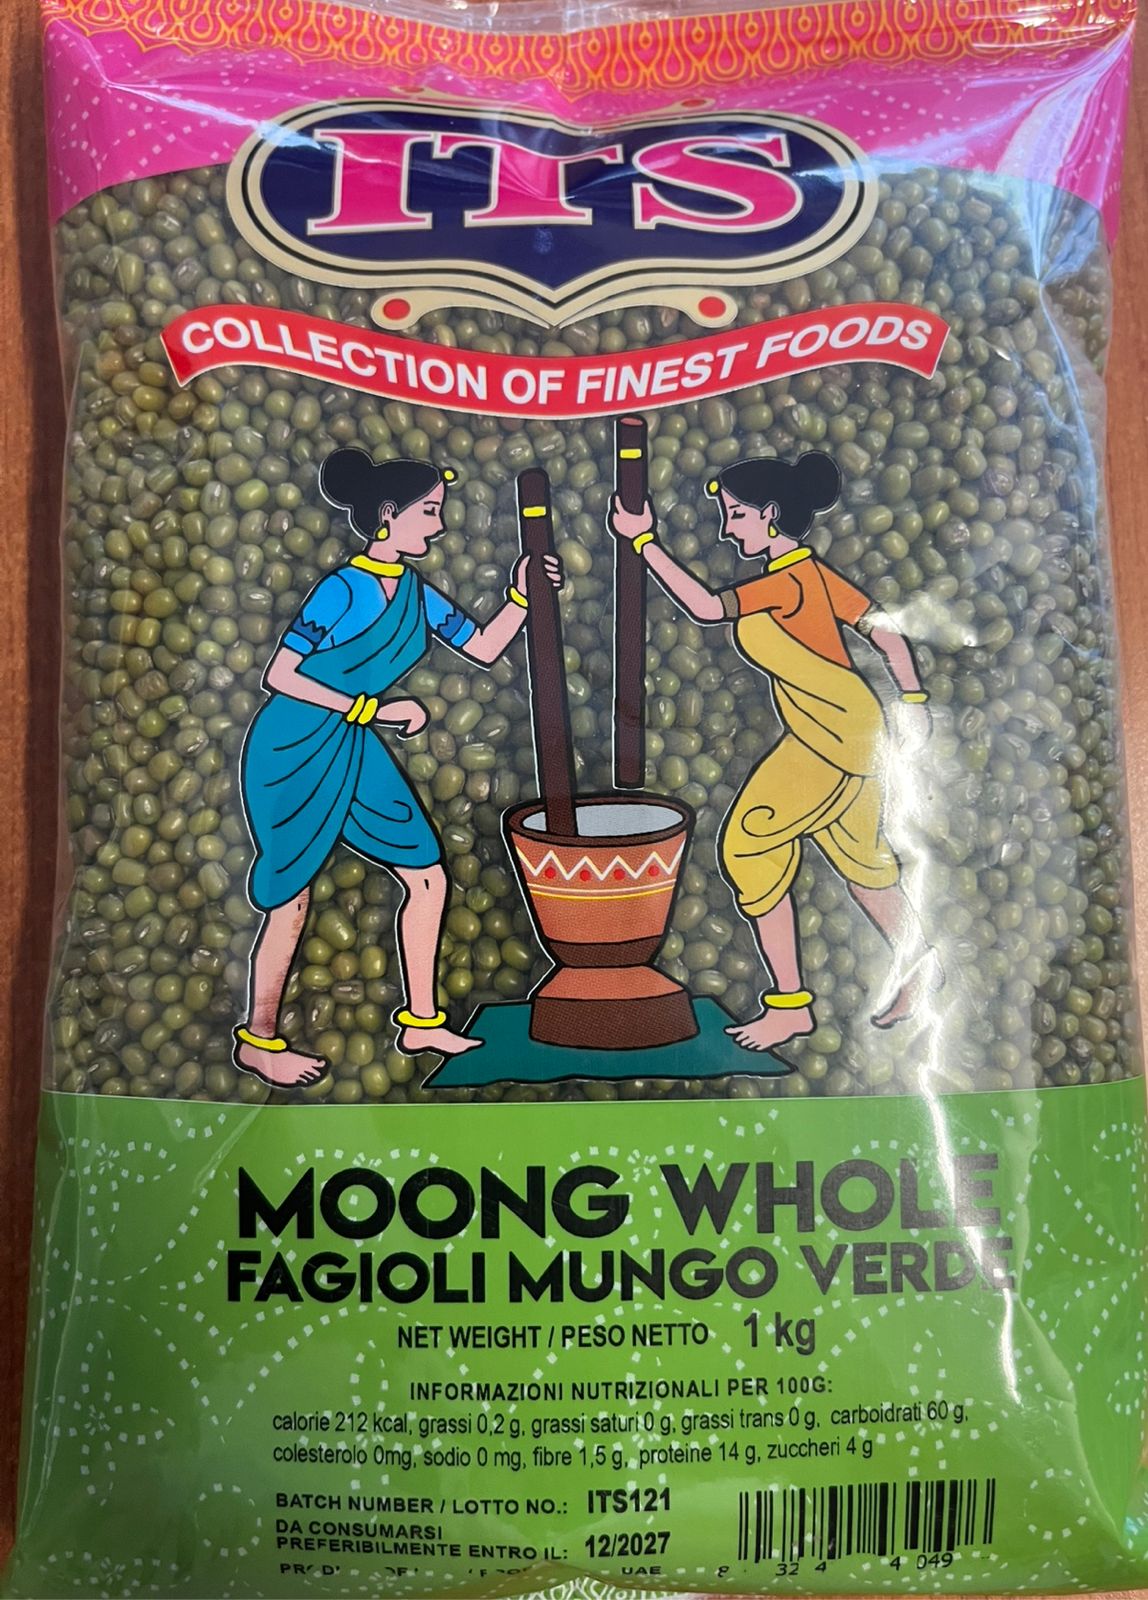 ITS
COLLECTION OF FINEST FOODS
MOONG WHOLE
FAGIOLI MUNGO VERDE
NET WEIGHT / PESO NETTO 1 kg
INFORMAZIONI NUTRIZIONALI PER 100G:
calorie 212 kcal, grassi 0,2 g, grassi saturi 0 g, grassi trans 0 g, carboidrati 60 g,
colesterolo 0mg, sodio 0 mg, fibre 1,5 g, proteine 14 g, zuccheri 4 g
BATCH NUMBER / LOTTO NO.: ITS121
DA CONSUMARSI
PREFERIBILMENTE ENTRO IL: 12/2027
UAE